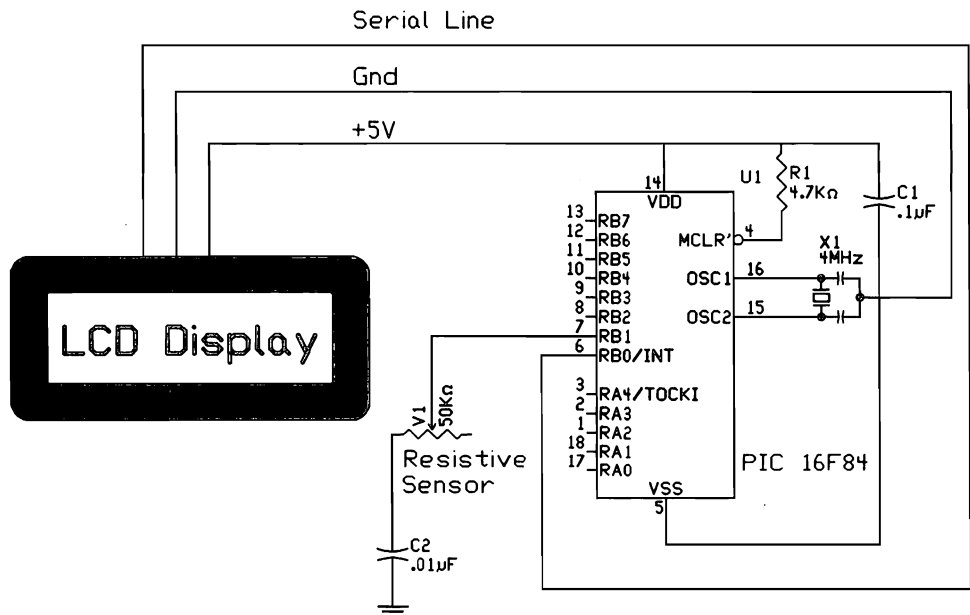 Serial Line
Gnd
+5V
U1
R1
4.7KΩ
C1
.1µF
14
VDD
13
RB7
12
RB6
11
RB5
10
RB4
9
RB3
8
RB2
7
RB1
6
RB0/INT
3
RA4/TOCKI
2
RA3
1
RA2
18
RA1
17
RA0
MCLR'
4
OSC1
16
OSC2
15
X1
4MHz
VSS
5
PIC 16F84
LCD Display
V1
50KΩ
Resistive
Sensor
C2
.01µF